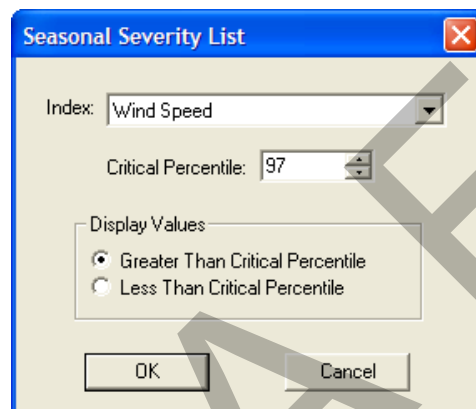 Seasonal Severity List
Index: Wind Speed
Critical Percentile: 97
Display Values
Greater Than Critical Percentile
Less Than Critical Percentile
OK Cancel